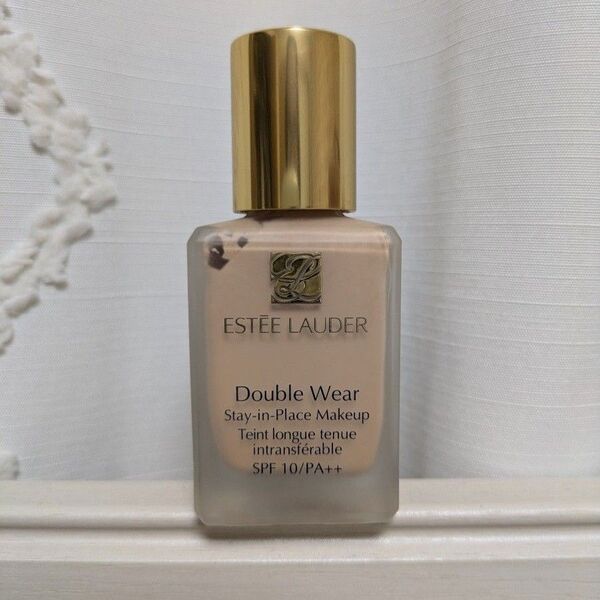 ESTĒE LAUDER
Double Wear
Stay-in-Place Makeup
Teint longue tenue
intransférable
SPF 10/PA++